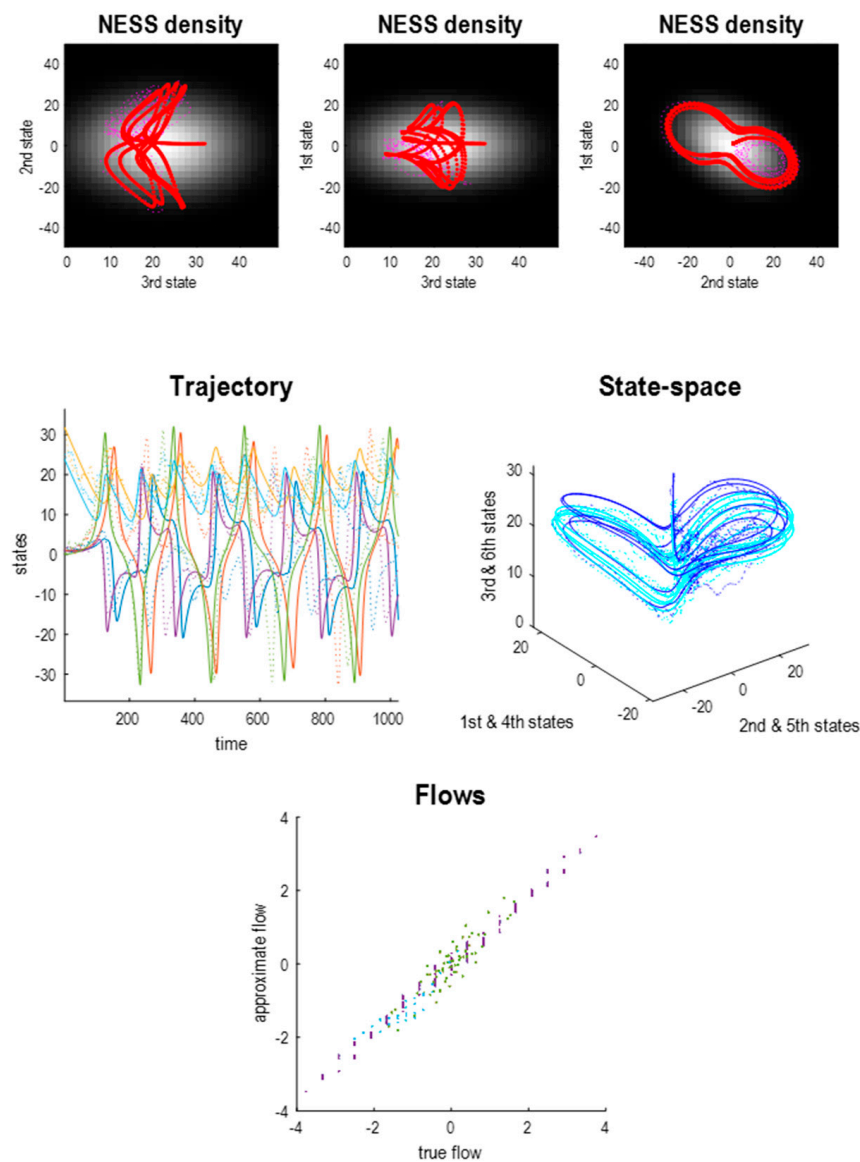 NESS density
NESS density
NESS density
40
20
0
-20
-40
2nd state
0 10 20 30 40
3rd state
40
20
0
-20
-40
1st state
0 10 20 30 40
3rd state
40
20
0
-20
-40
1st state
-40 -20 0 20 40
2nd state
Trajectory
30
20
10
0
-10
-20
-30
states
200 400 600 800 1000
time
State-space
30
20
10
0
3rd & 6th states
20
0
-20
1st & 4th states
-20
0
20
2nd & 5th states
Flows
4
2
0
-2
-4
approximate flow
-4 -2 0 2 4
true flow